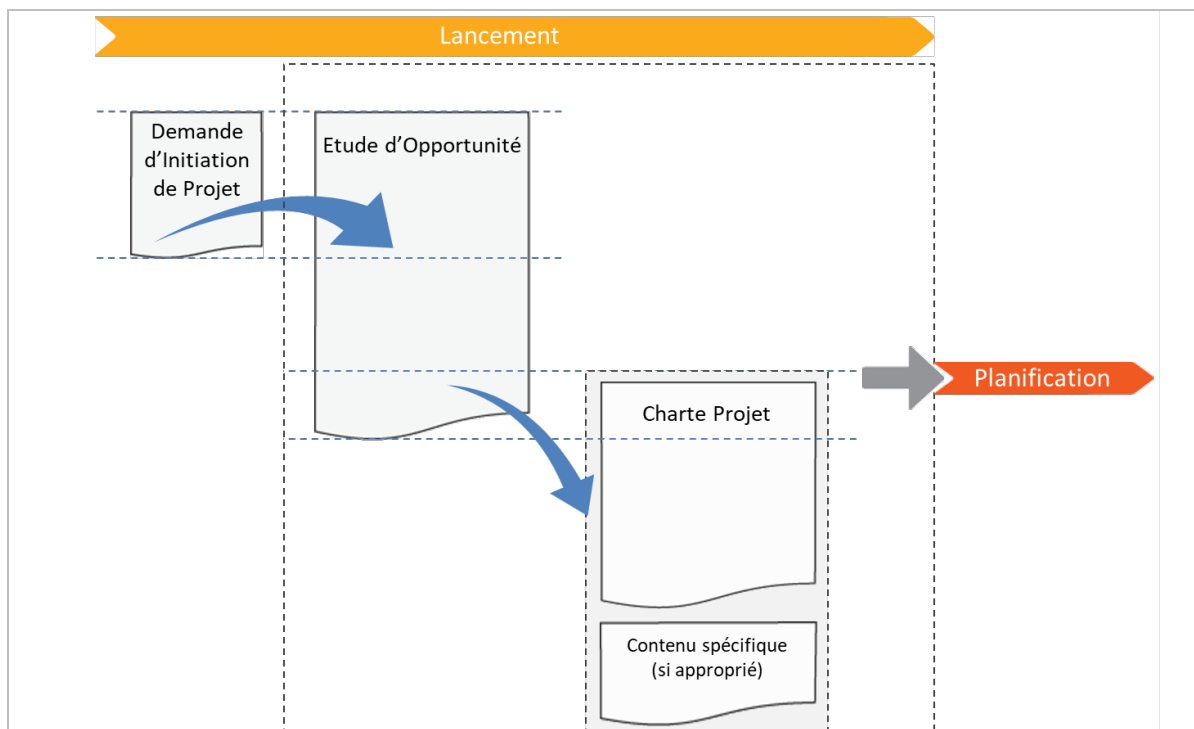 Lancement
Demande
d'Initiation
de Projet
Etude d'Opportunité
Charte Projet
Planification
Contenu spécifique
(si approprié)